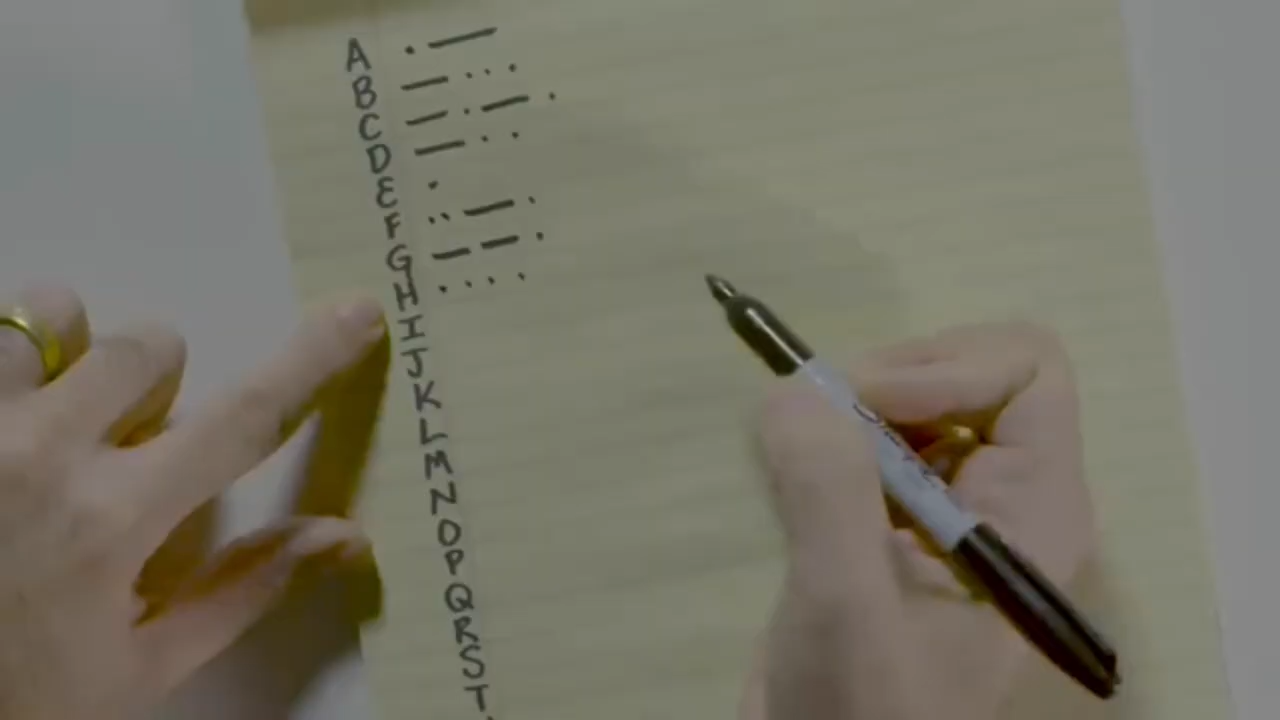 A . —
B — . . .
C — . — .
D — . .
E .
F . . — .
G — — .
H . . . .
I
J
K
L
M
N
O
P
Q
R
S
T